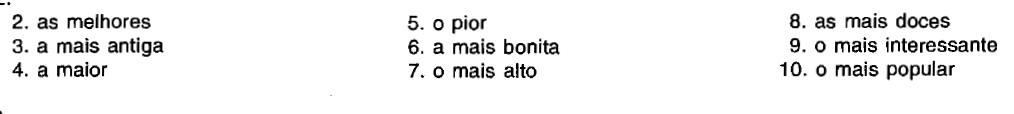 2. as melhores
3. a mais antiga
4. a maior
5. o pior
6. a mais bonita
7. o mais alto
8. as mais doces
9. o mais interessante
10. o mais popular